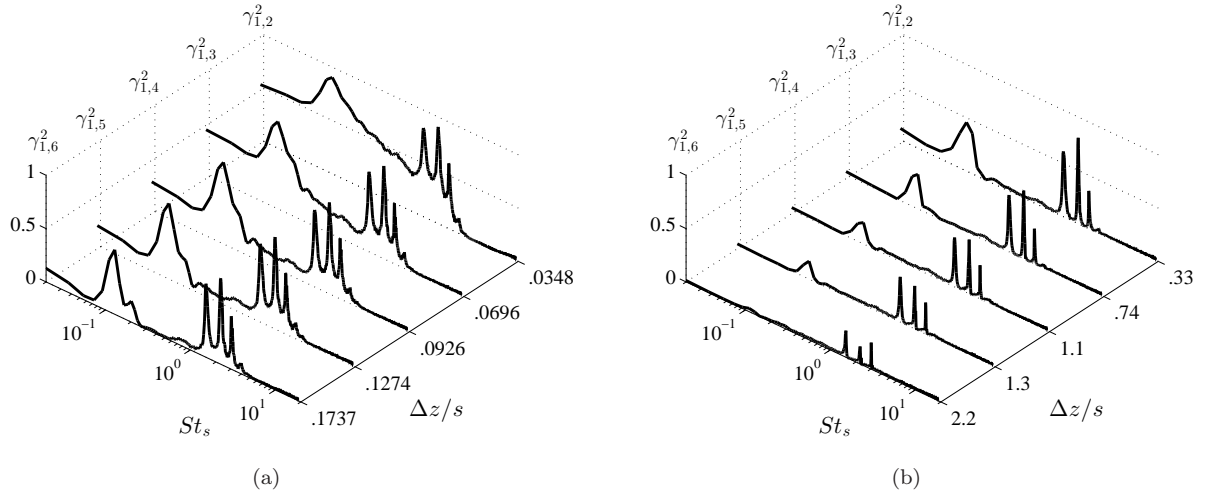 γ²₁,₂
γ²₁,₃
γ²₁,₄
γ²₁,₅
γ²₁,₆
1
0.5
0
10⁻¹
10⁰
10¹
St_s
.0348
.0696
.0926
.1274
.1737
Δz/s
(a)
γ²₁,₂
γ²₁,₃
γ²₁,₄
γ²₁,₅
γ²₁,₆
1
0.5
0
10⁻¹
10⁰
10¹
St_s
.33
.74
1.1
1.3
2.2
Δz/s
(b)